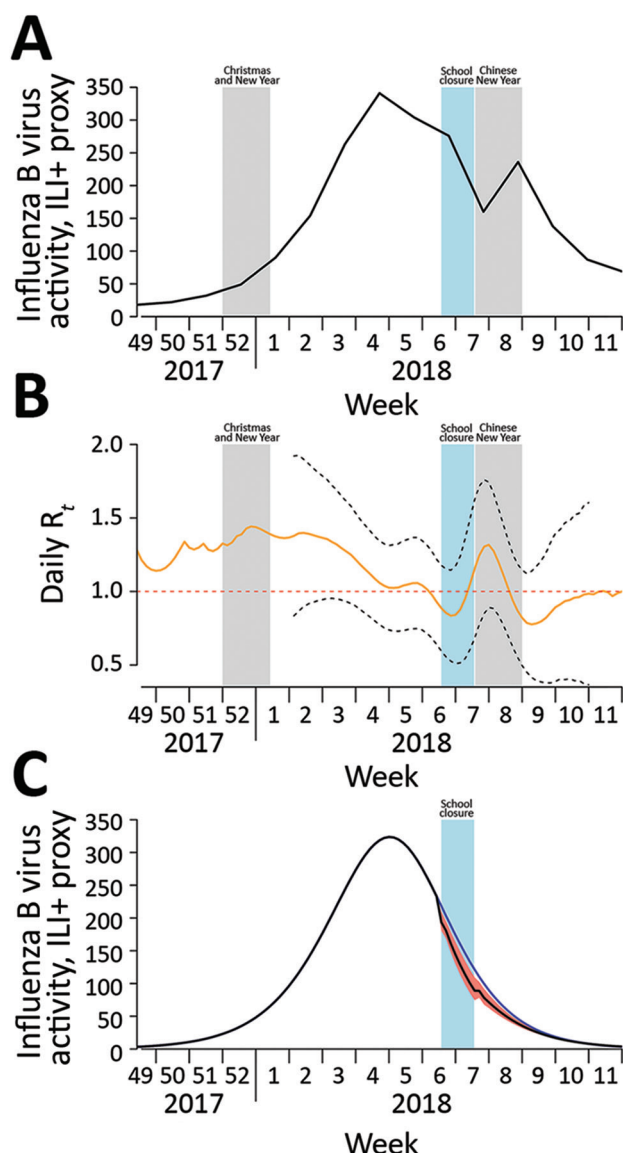 A
Christmas
and New Year
School
closure
Chinese
New Year
Influenza B virus
activity, ILI+ proxy
350
300
250
200
150
100
50
0
49 50 51 52 1 2 3 4 5 6 7 8 9 10 11
2017 2018
Week
B
Christmas
and New Year
School
closure
Chinese
New Year
Daily Rt
2.0
1.5
1.0
0.5
49 50 51 52 1 2 3 4 5 6 7 8 9 10 11
2017 2018
Week
C
School
closure
Influenza B virus
activity, ILI+ proxy
350
300
250
200
150
100
50
0
49 50 51 52 1 2 3 4 5 6 7 8 9 10 11
2017 2018
Week